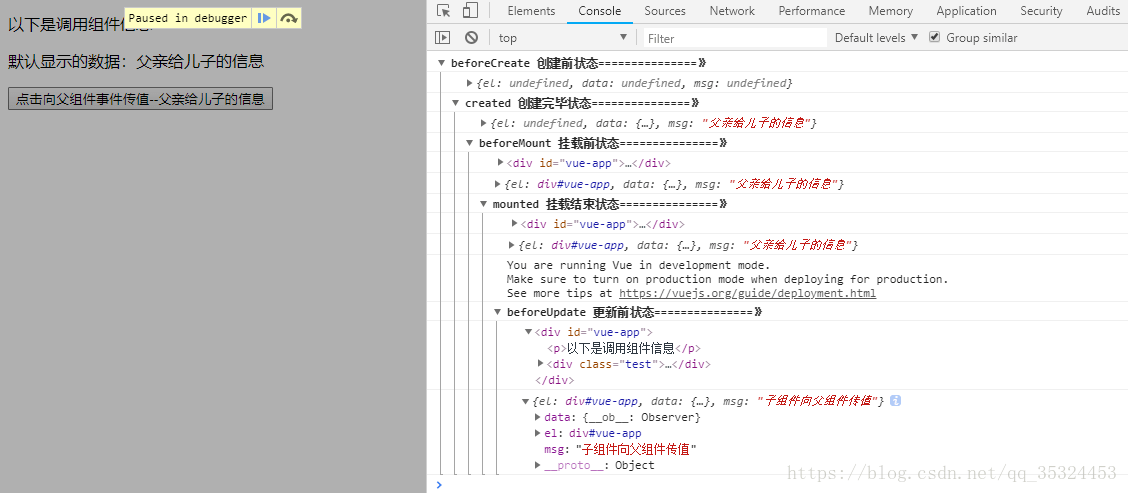 以下是调用组件信
Paused in debugger
默认显示的数据：父亲给儿子的信息
点击向父组件事件传值--父亲给儿子的信息
Elements Console Sources Network Performance Memory Application Security Audits
top Filter Default levels Group similar
beforeCreate 创建前状态===============》
{el: undefined, data: undefined, msg: undefined}
created 创建完毕状态===============》
{el: undefined, data: {…}, msg: "父亲给儿子的信息"}
beforeMount 挂载前状态===============》
<div id="vue-app">…</div>
{el: div#vue-app, data: {…}, msg: "父亲给儿子的信息"}
mounted 挂载结束状态===============》
<div id="vue-app">…</div>
{el: div#vue-app, data: {…}, msg: "父亲给儿子的信息"}
You are running Vue in development mode.
Make sure to turn on production mode when deploying for production.
See more tips at https://vuejs.org/guide/deployment.html
beforeUpdate 更新前状态===============》
<div id="vue-app">
<p>以下是调用组件信息</p>
<div class="test">…</div>
</div>
{el: div#vue-app, data: {…}, msg: "子组件向父组件传值"}
data: {__ob__: Observer}
el: div#vue-app
msg: "子组件向父组件传值"
__proto__: Object
https://blog.csdn.net/qq_35324453